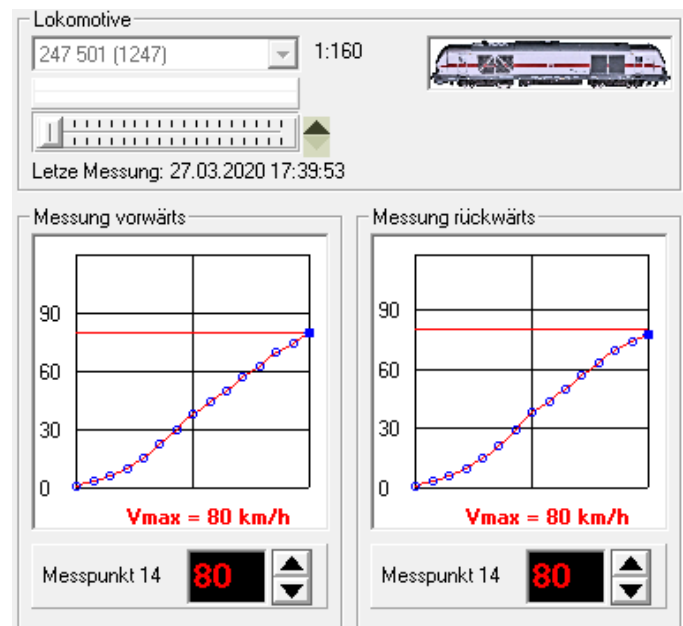 Lokomotive
247 501 (1247)
1:160
Letze Messung: 27.03.2020 17:39:53
Messung vorwärts
90
60
30
0
Vmax = 80 km/h
Messpunkt 14
80
Messung rückwärts
90
60
30
0
Vmax = 80 km/h
Messpunkt 14
80